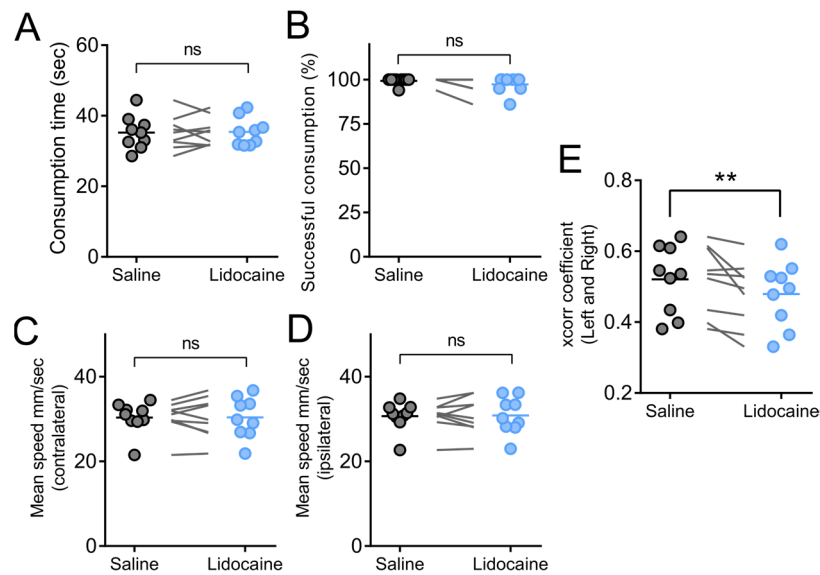 A
Consumption time (sec)
60
40
20
0
ns
Saline
Lidocaine
B
Successful consumption (%)
100
75
50
25
0
ns
Saline
Lidocaine
C
Mean speed mm/sec
(contralateral)
40
20
0
ns
Saline
Lidocaine
D
Mean speed mm/sec
(ipsilateral)
40
20
0
ns
Saline
Lidocaine
E
xcorr coefficient
(Left and Right)
0.8
0.6
0.4
0.2
**
Saline
Lidocaine